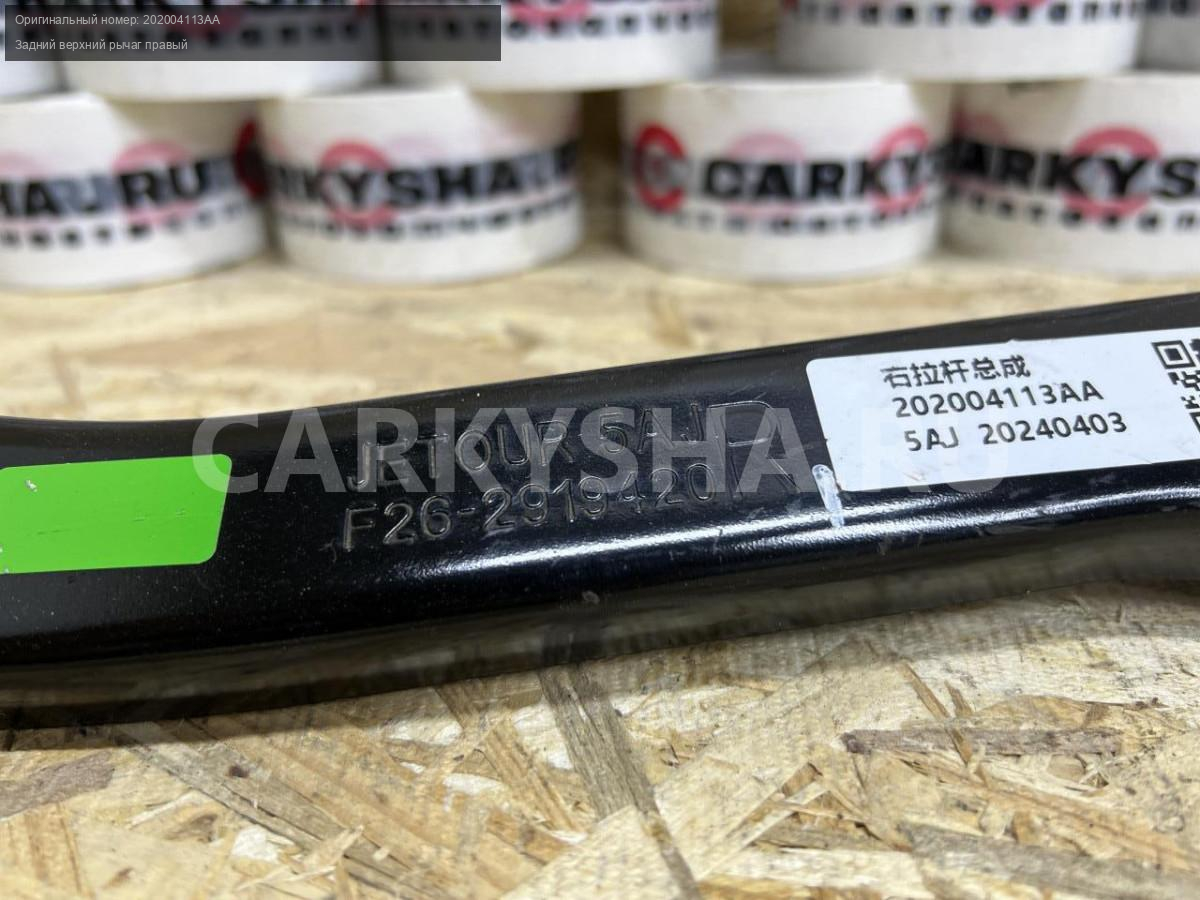 Оригинальный номер: 202004113AA
Задний верхний рычаг правый
CARKYSHA
CARKYSHA.RU
JETOUR 5AJ R
F26-2919420
右拉杆总成
202004113AA
5AJ 20240403